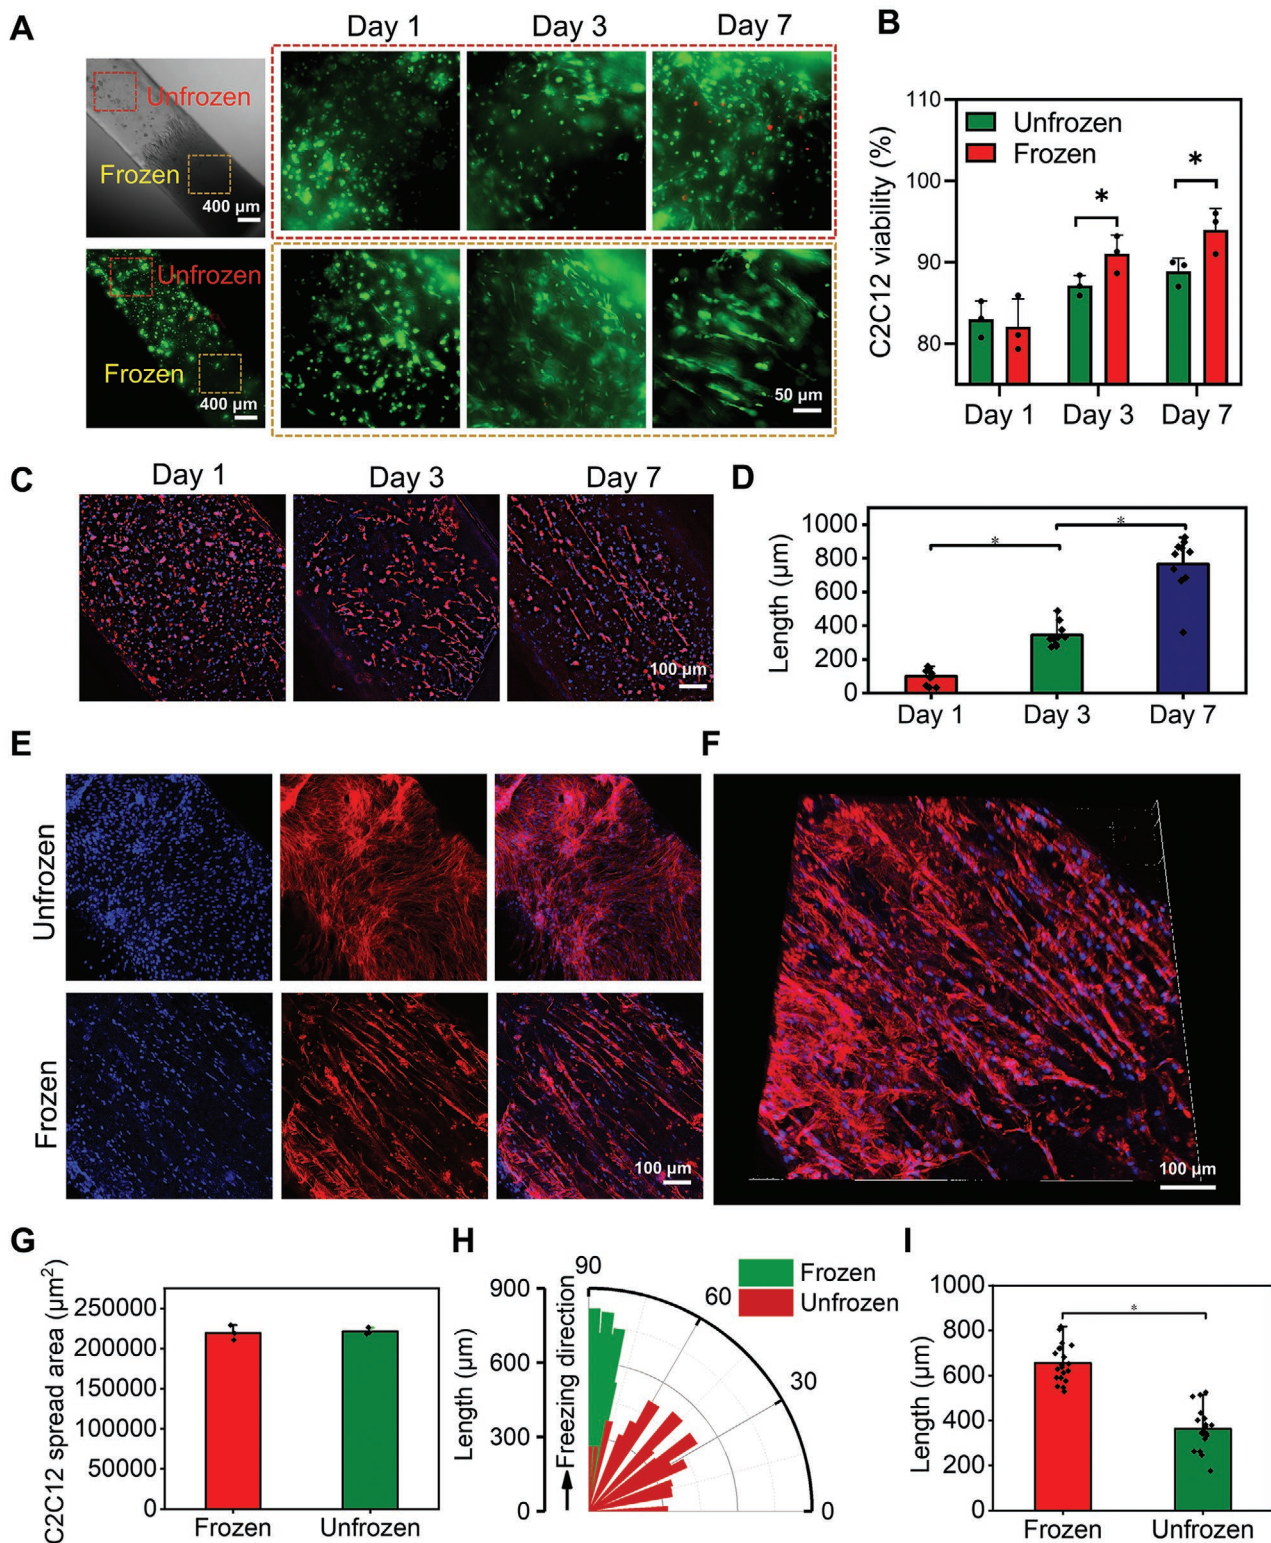 A
Day 1
Day 3
Day 7
Unfrozen
Frozen
400 µm
Unfrozen
Frozen
400 µm
50 µm
B
C2C12 viability (%)
110
100
90
80
Unfrozen
Frozen
*
*
Day 1
Day 3
Day 7
C
Day 1
Day 3
Day 7
100 µm
D
Length (µm)
1000
800
600
400
200
0
*
*
Day 1
Day 3
Day 7
E
Unfrozen
Frozen
100 µm
F
100 µm
G
C2C12 spread area (µm²)
250000
200000
150000
100000
50000
0
Frozen
Unfrozen
H
Length (µm)
900
600
300
0
Freezing direction
90
60
30
0
Frozen
Unfrozen
I
Length (µm)
1000
800
600
400
200
0
*
Frozen
Unfrozen